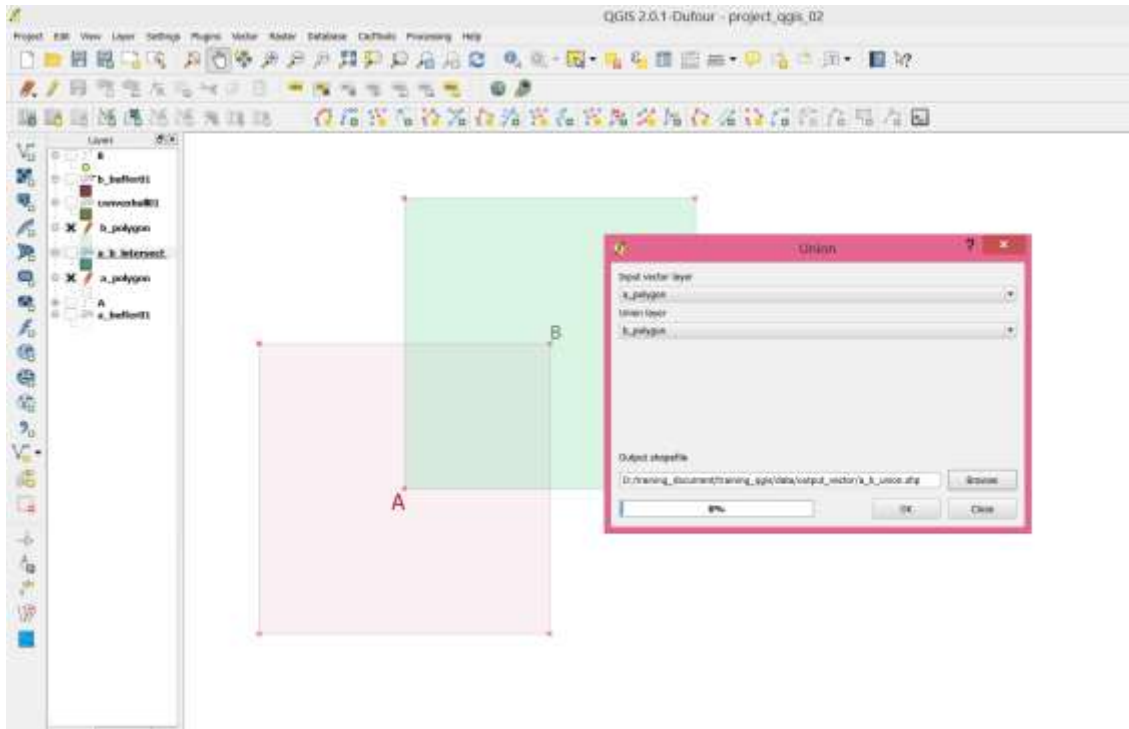 QGIS 2.0.1-Dufour - project_qgis_02
Project Edit View Layer Settings Plugins Vector Raster Database CadTools Processing Help
Layers
B
b_buffer01
convexhull01
b_polygon
a_b_intersect
a_polygon
A
a_buffer01
B
A
Union
Input vector layer
a_polygon
Union layer
b_polygon
Output shapefile
D:/training_document/training_qgis/data/output_vector/a_b_union.shp
Browse
0%
OK
Close